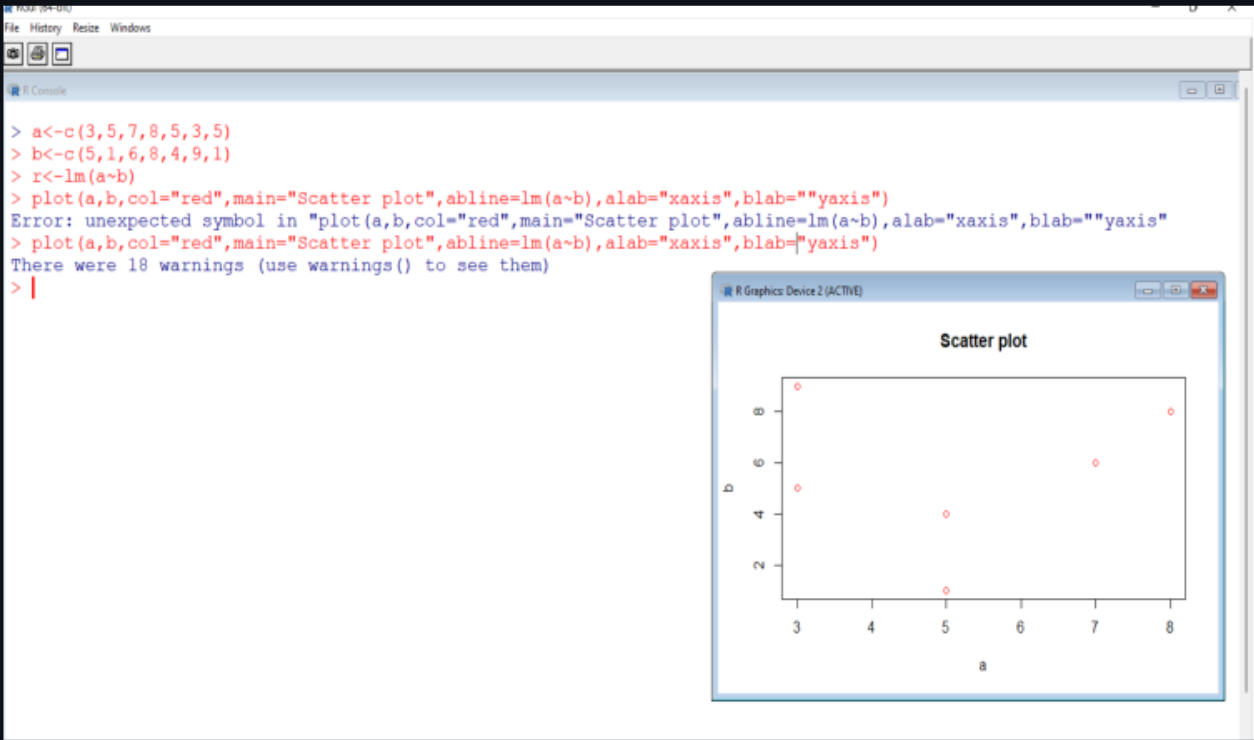 RGui (64-bit)
File History Resize Windows
R Console
> a<-c(3,5,7,8,5,3,5)
> b<-c(5,1,6,8,4,9,1)
> r<-lm(a~b)
> plot(a,b,col="red",main="Scatter plot",abline=lm(a~b),alab="xaxis",blab=""yaxis")
Error: unexpected symbol in "plot(a,b,col="red",main="Scatter plot",abline=lm(a~b),alab="xaxis",blab=""yaxis"
> plot(a,b,col="red",main="Scatter plot",abline=lm(a~b),alab="xaxis",blab="yaxis")
There were 18 warnings (use warnings() to see them)
>
R Graphics: Device 2 (ACTIVE)
Scatter plot
8
6
b
4
2
3 4 5 6 7 8
a